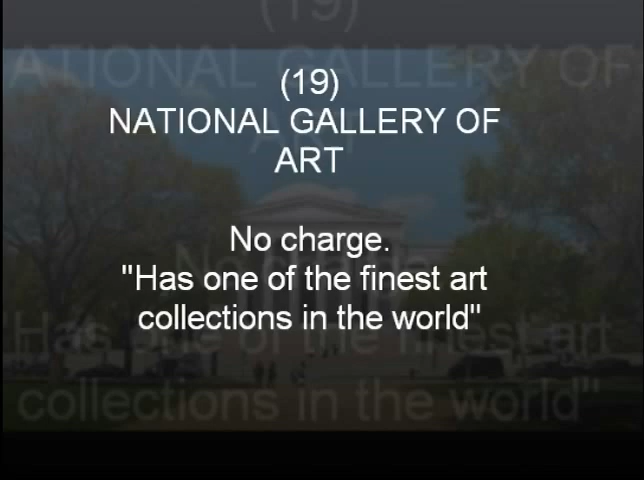 (19)
NATIONAL GALLERY OF
ART
No charge.
"Has one of the finest art
collections in the world"